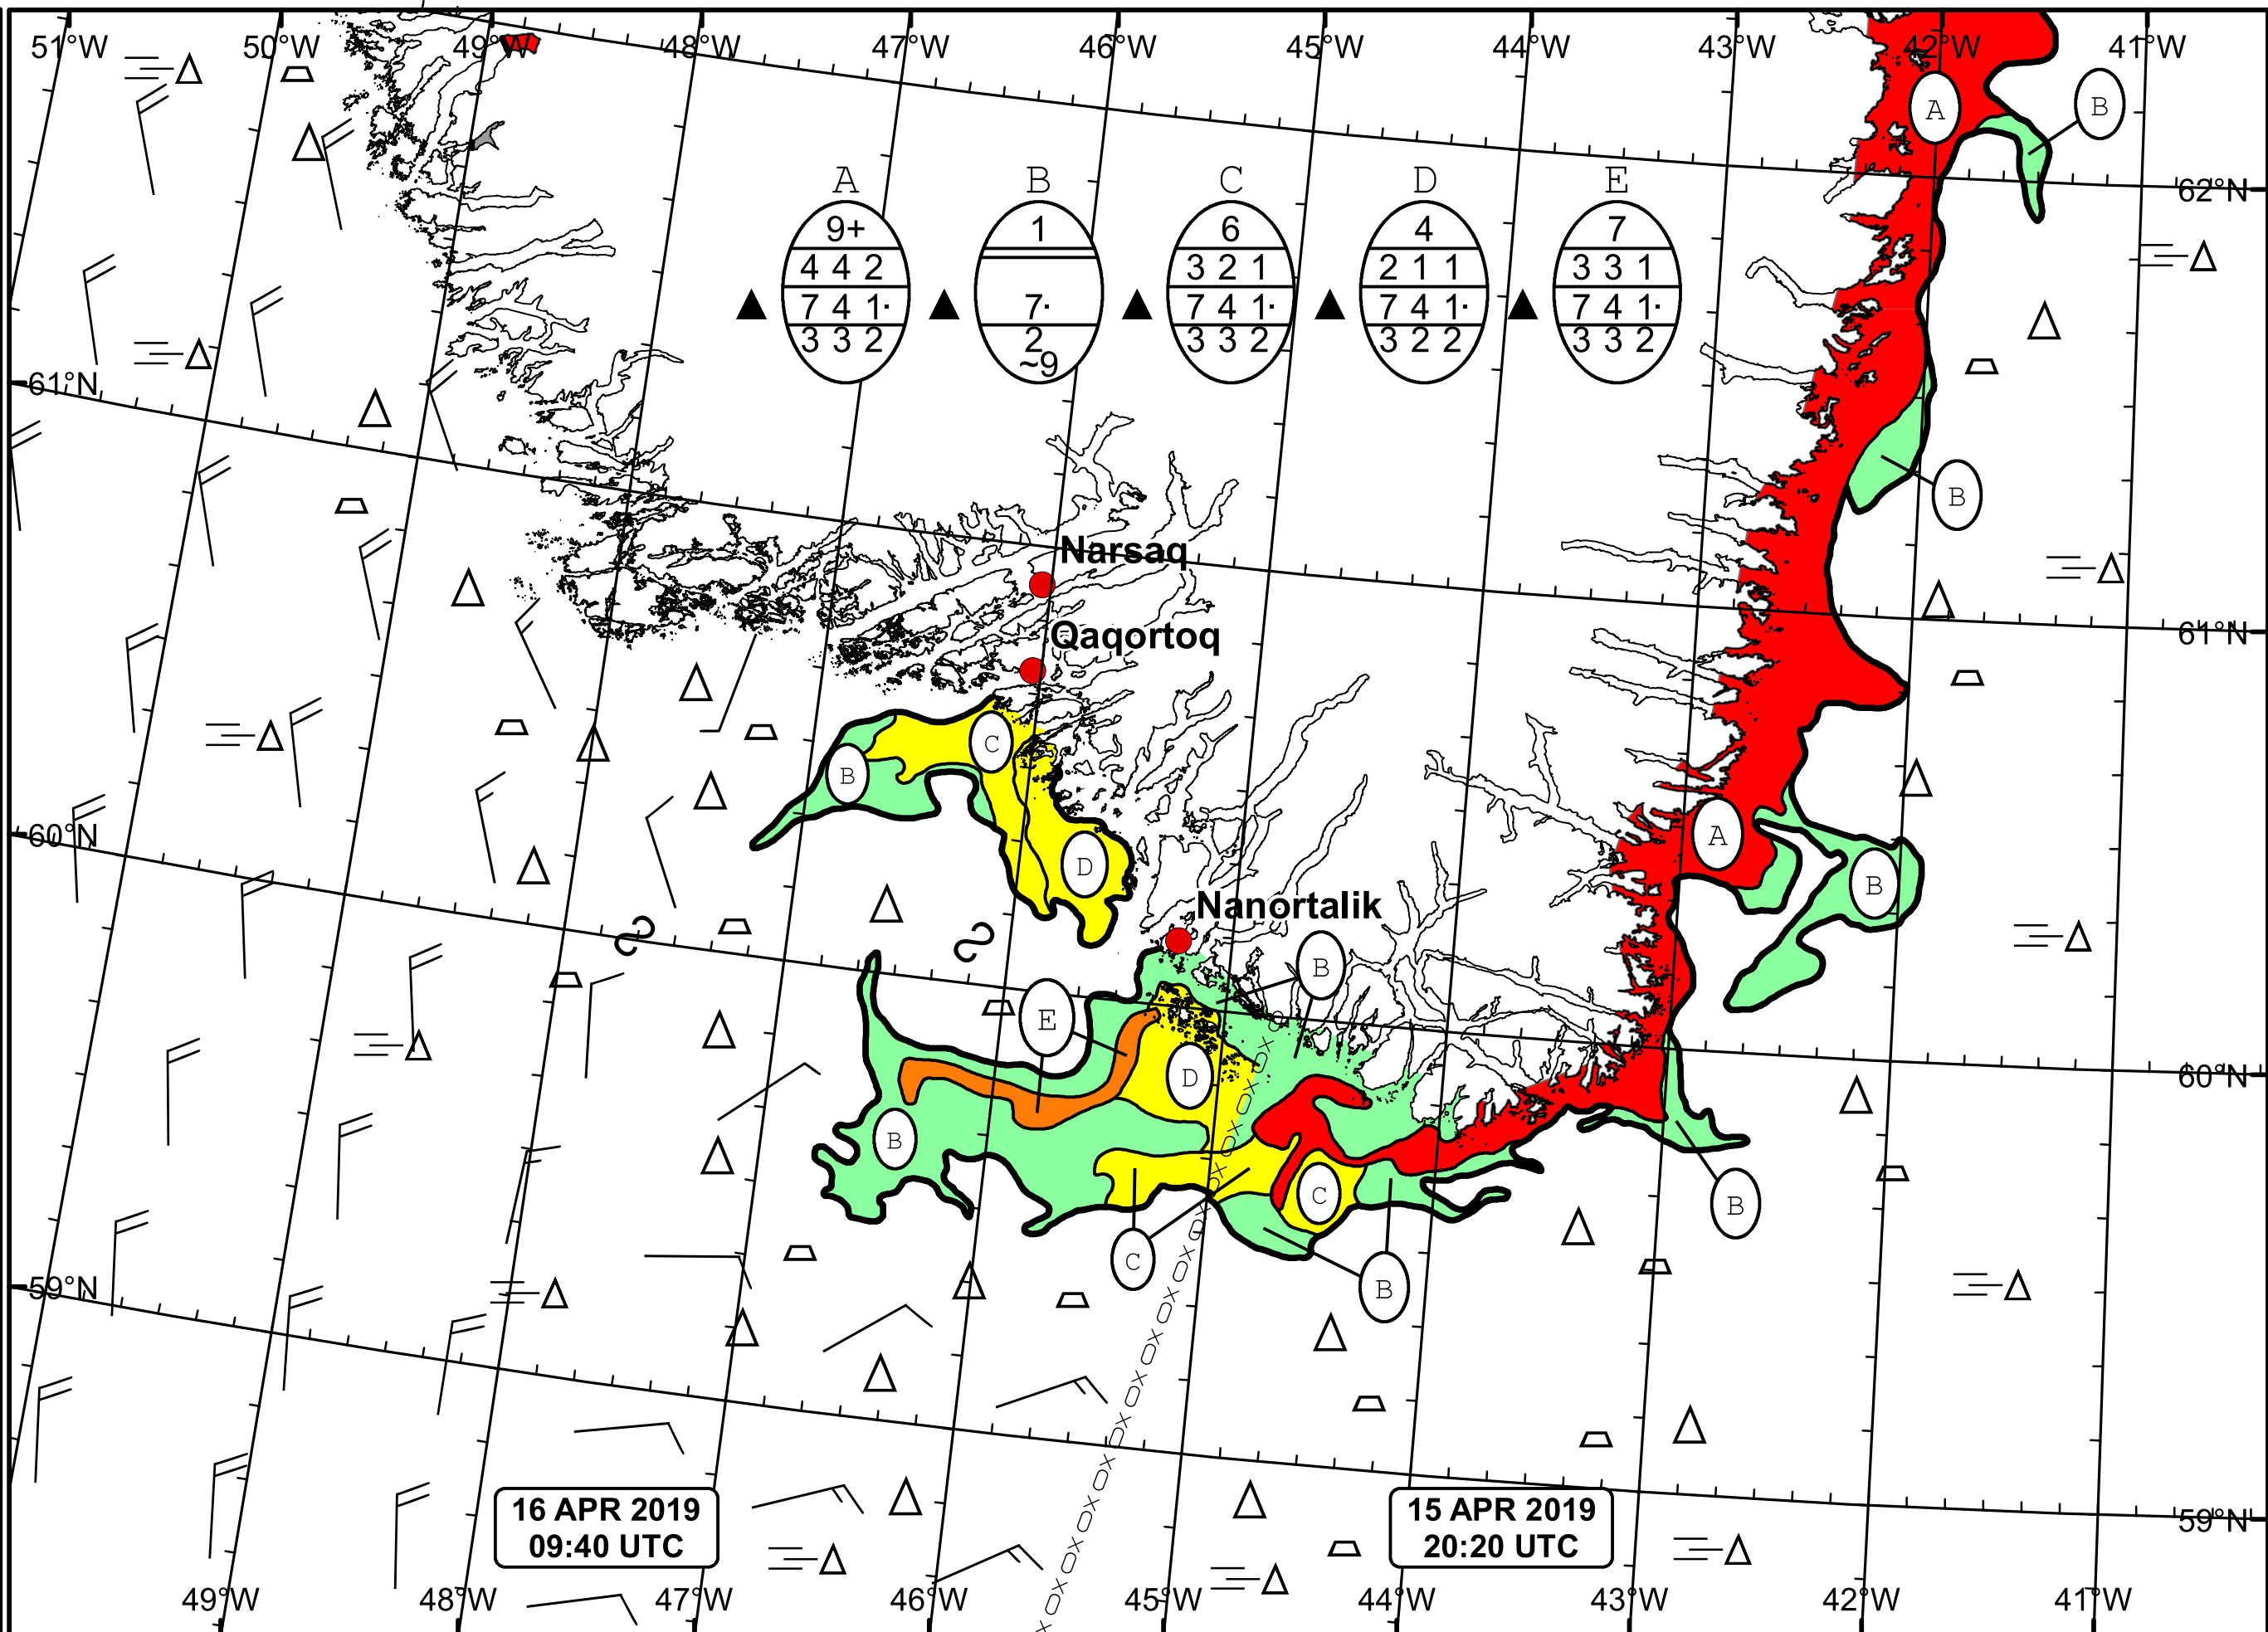 51°W 50°W 49°W 48°W 47°W 46°W 45°W 44°W 43°W 42°W 41°W
A B
62°N
A B C D E
9+ 1 6 4 7
4 4 2 3 2 1 2 1 1 3 3 1
7 4 1· 7· 7 4 1· 7 4 1· 7 4 1·
3 3 2 2 3 3 2 3 2 2 3 3 2
~9
61°N
B
Narsaq
Qaqortoq
61°N
C
B
60°N
A
D
B
Nanortalik
B
E
D
60°N
B
C
B
C
B
59°N
16 APR 2019
09:40 UTC
15 APR 2019
20:20 UTC
59°N
49°W 48°W 47°W 46°W 45°W 44°W 43°W 42°W 41°W